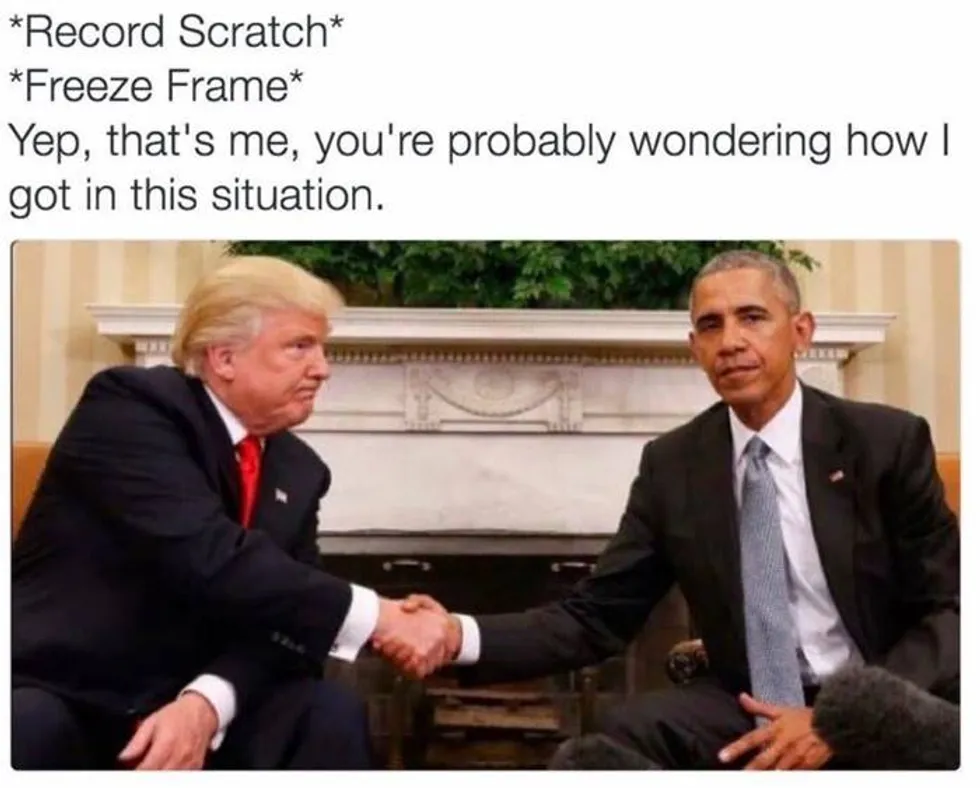 *Record Scratch*
*Freeze Frame*
Yep, that's me, you're probably wondering how I
got in this situation.